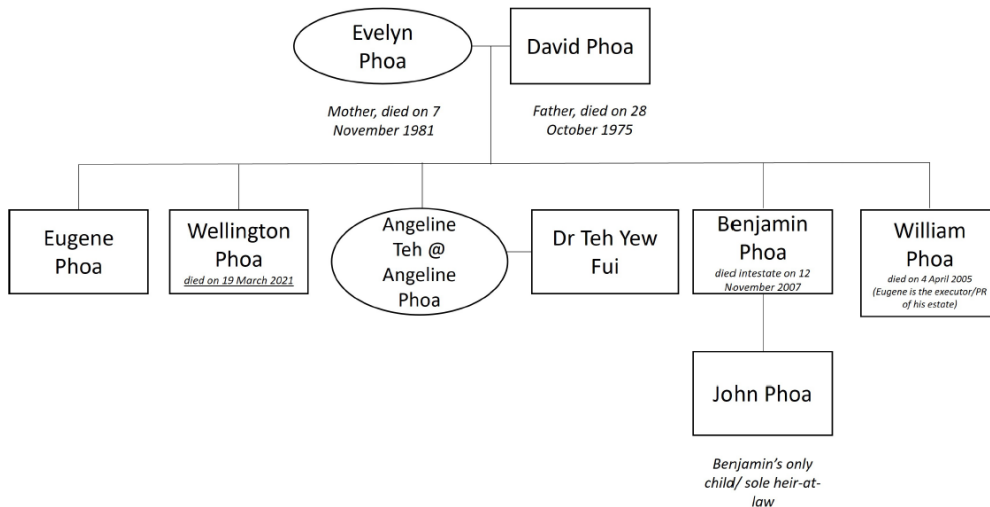 Evelyn
Phoa
David Phoa
Mother, died on 7
November 1981
Father, died on 28
October 1975
Eugene
Phoa
Wellington
Phoa
died on 19 March 2021
Angeline
Teh @
Angeline
Phoa
Dr Teh Yew
Fui
Benjamin
Phoa
died intestate on 12
November 2007
William
Phoa
died on 4 April 2005
(Eugene is the executor/PR
of his estate)
John Phoa
Benjamin's only
child/ sole heir-at-
law